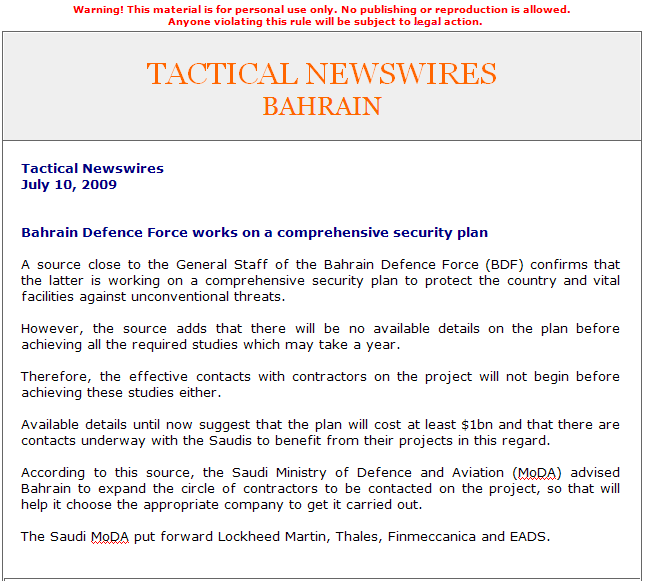 Warning! This material is for personal use only. No publishing or reproduction is allowed.
Anyone violating this rule will be subject to legal action.
TACTICAL NEWSWIRES
BAHRAIN
Tactical Newswires
July 10, 2009
Bahrain Defence Force works on a comprehensive security plan
A source close to the General Staff of the Bahrain Defence Force (BDF) confirms that
the latter is working on a comprehensive security plan to protect the country and vital
facilities against unconventional threats.
However, the source adds that there will be no available details on the plan before
achieving all the required studies which may take a year.
Therefore, the effective contacts with contractors on the project will not begin before
achieving these studies either.
Available details until now suggest that the plan will cost at least $1bn and that there are
contacts underway with the Saudis to benefit from their projects in this regard.
According to this source, the Saudi Ministry of Defence and Aviation (MoDA) advised
Bahrain to expand the circle of contractors to be contacted on the project, so that will
help it choose the appropriate company to get it carried out.
The Saudi MoDA put forward Lockheed Martin, Thales, Finmeccanica and EADS.